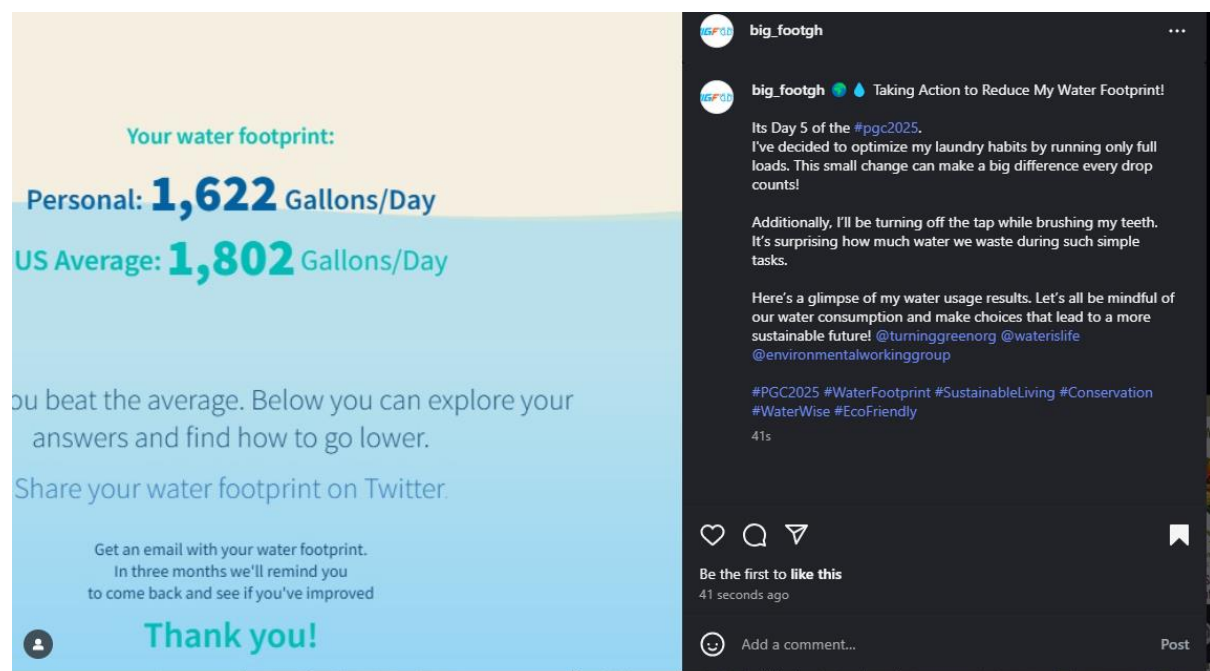 Your water footprint:
Personal: 1,622 Gallons/Day
US Average: 1,802 Gallons/Day
ou beat the average. Below you can explore your
answers and find how to go lower.
Share your water footprint on Twitter.
Get an email with your water footprint.
In three months we'll remind you
to come back and see if you've improved
Thank you!
big_footgh
big_footgh Taking Action to Reduce My Water Footprint!
Its Day 5 of the #pgc2025.
I've decided to optimize my laundry habits by running only full
loads. This small change can make a big difference every drop
counts!
Additionally, I'll be turning off the tap while brushing my teeth.
It's surprising how much water we waste during such simple
tasks.
Here's a glimpse of my water usage results. Let's all be mindful of
our water consumption and make choices that lead to a more
sustainable future! @turninggreenorg @waterislife
@environmentalworkinggroup
#PGC2025 #WaterFootprint #SustainableLiving #Conservation
#WaterWise #EcoFriendly
41s
Be the first to like this
41 seconds ago
Add a comment...
Post